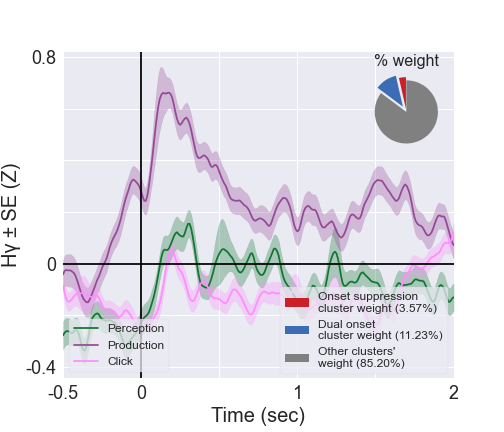 % weight
0.8
0
-0.4
Hγ ± SE (Z)
Perception
Production
Click
Onset suppression
cluster weight (3.57%)
Dual onset
cluster weight (11.23%)
Other clusters'
weight (85.20%)
-0.5
0
1
2
Time (sec)